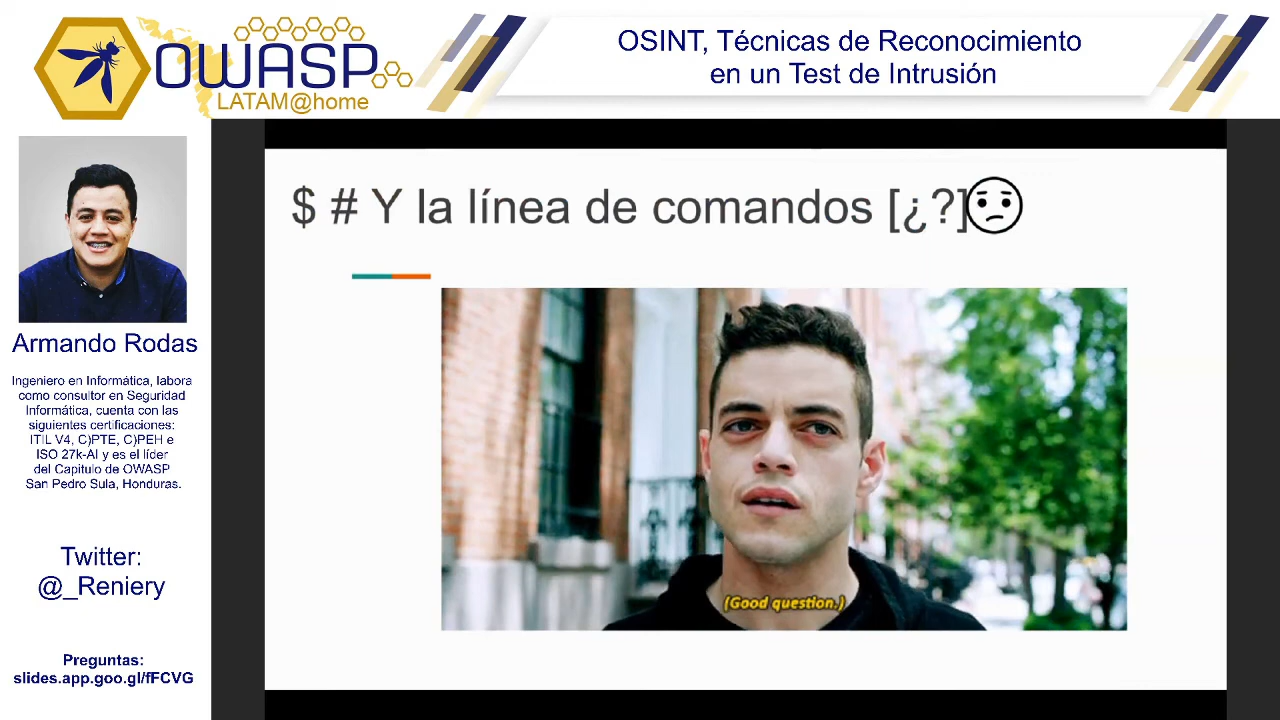 OWASP
LATAM@home
OSINT, Técnicas de Reconocimiento
en un Test de Intrusión
$ # Y la línea de comandos [¿?]
(Good question.)
Armando Rodas
Ingeniero en Informática, labora
como consultor en Seguridad
Informática, cuenta con las
siguientes certificaciones:
ITIL V4, C)PTE, C)PEH e
ISO 27k-AI y es el líder
del Capitulo de OWASP
San Pedro Sula, Honduras.
Twitter:
@_Reniery
Preguntas:
slides.app.goo.gl/fFCVG